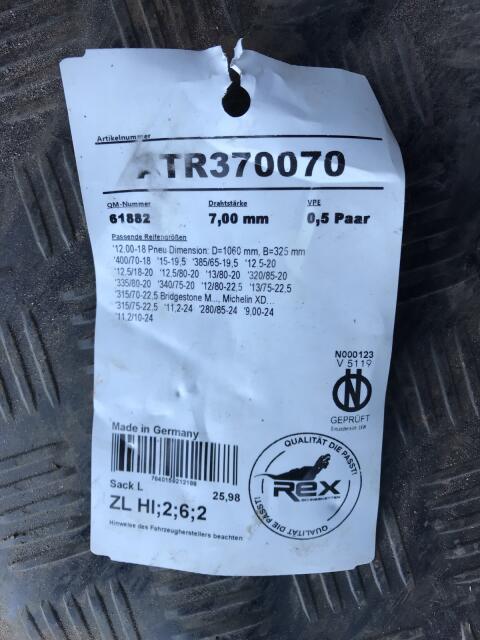 Artikelnummer
ATR370070
QM-Nummer Drahtstärke VPE
61882 7,00 mm 0,5 Paar
Passende Reifengrößen
'12.00-18 Pneu Dimension: D=1060 mm, B=325 mm
'400/70-18 '15-19,5 '385/65-19,5 '12.5-20
'12,5/18-20 '12,5/80-20 '13/80-20 '320/85-20
'335/80-20 '340/75-20 '12/80-22,5 '13/75-22,5
'315/70-22,5 Bridgestone M..., Michelin XD...
'315/75-22,5 '11,2-24 '280/85-24 '9,00-24
'11,2/10-24
N000123
V 5119
N
GEPRÜFT
Made in Germany
Sack L
25,98
ZL HI;2;6;2
Hinweise des Fahrzeugherstellers beachten
QUALITÄT DIE PASST!
Rex
QUALITÄT DIE PASST!